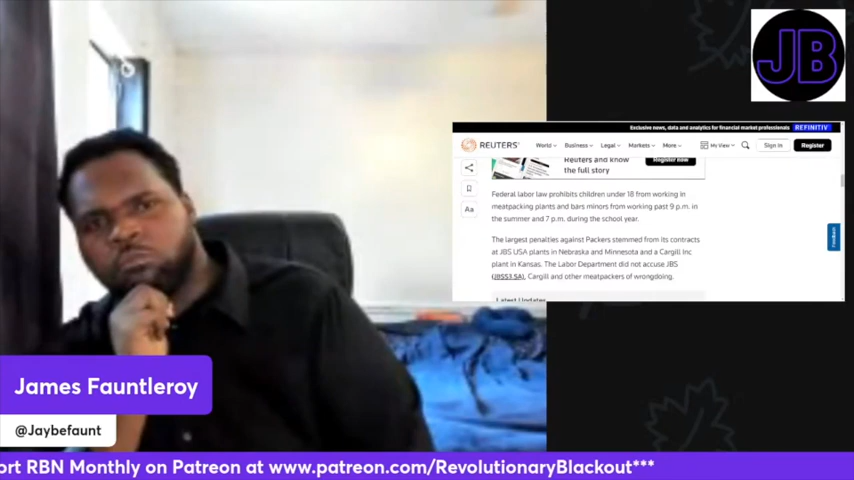 JB
Exclusive news, data and analytics for financial market professionals REFINITIV
REUTERS
World Business Legal Markets More My View Sign In Register
Reuters and know
the full story
Register now
Federal labor law prohibits children under 18 from working in
meatpacking plants and bars minors from working past 9 p.m. in
the summer and 7 p.m. during the school year.
Aa
The largest penalties against Packers stemmed from its contracts
at JBS USA plants in Nebraska and Minnesota and a Cargill Inc
plant in Kansas. The Labor Department did not accuse JBS
(JBSS3.SA), Cargill and other meatpackers of wrongdoing.
Feedback
Latest Updates
James Fauntleroy
@Jaybefaunt
ort RBN Monthly on Patreon at www.patreon.com/RevolutionaryBlackout***